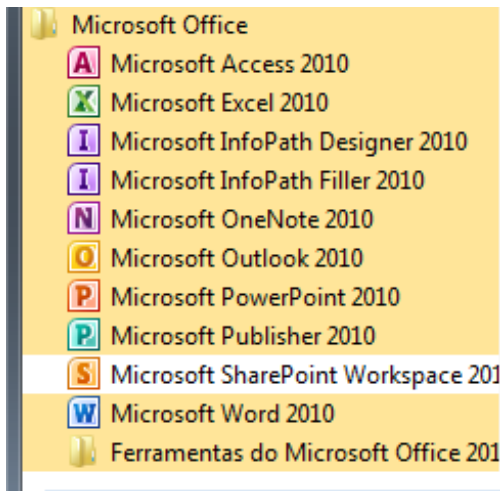 Microsoft Office
A Microsoft Access 2010
X Microsoft Excel 2010
I Microsoft InfoPath Designer 2010
I Microsoft InfoPath Filler 2010
N Microsoft OneNote 2010
O Microsoft Outlook 2010
P Microsoft PowerPoint 2010
P Microsoft Publisher 2010
S Microsoft SharePoint Workspace 201
W Microsoft Word 2010
Ferramentas do Microsoft Office 201